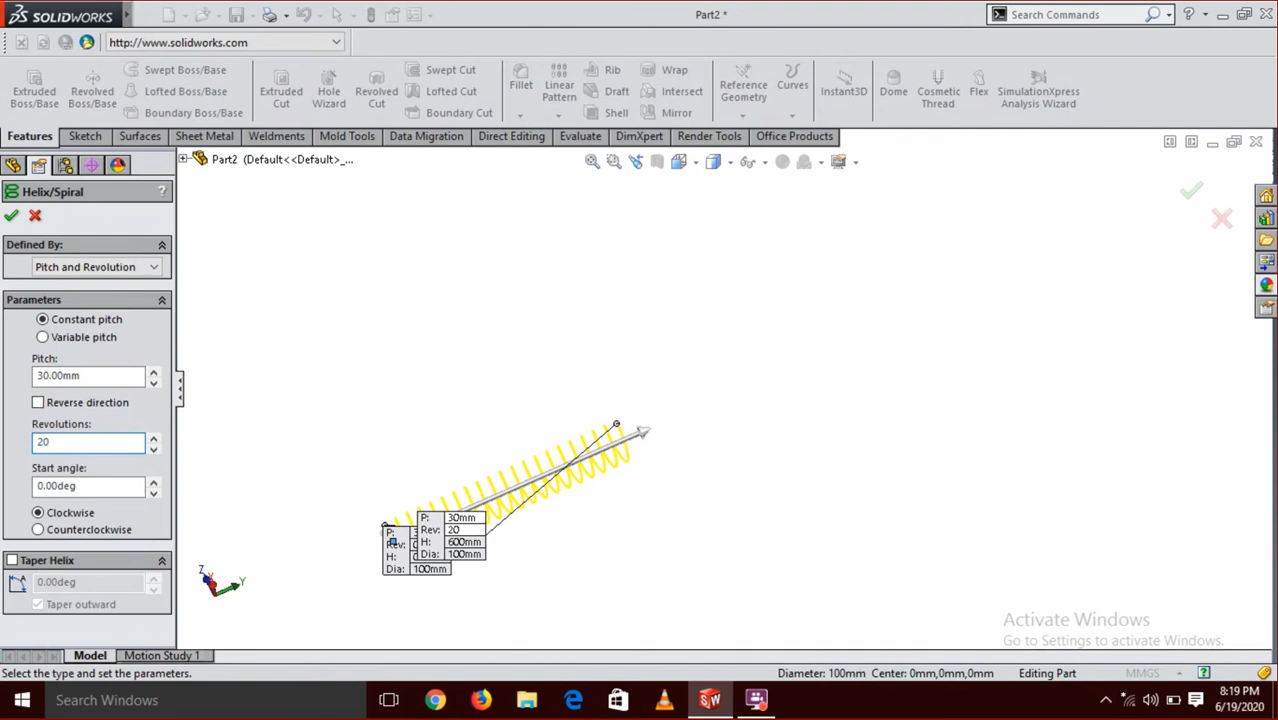 SOLIDWORKS
Part2 *
Search Commands
http://www.solidworks.com
Extruded Boss/Base
Revolved Boss/Base
Swept Boss/Base
Lofted Boss/Base
Boundary Boss/Base
Extruded Cut
Hole Wizard
Revolved Cut
Swept Cut
Lofted Cut
Boundary Cut
Fillet
Linear Pattern
Rib
Draft
Shell
Wrap
Intersect
Mirror
Reference Geometry
Curves
Instant3D
Dome
Cosmetic Thread
Flex
SimulationXpress Analysis Wizard
Features
Sketch
Surfaces
Sheet Metal
Weldments
Mold Tools
Data Migration
Direct Editing
Evaluate
DimXpert
Render Tools
Office Products
Part2 (Default<<Default>_...
Helix/Spiral
?
Defined By:
Pitch and Revolution
Parameters
Constant pitch
Variable pitch
Pitch:
30.00mm
Reverse direction
Revolutions:
20
Start angle:
0.00deg
Clockwise
Counterclockwise
Taper Helix
0.00deg
Taper outward
P: 30mm
Rev: 20
H: 600mm
Dia: 100mm
P:
Rev:
H:
Dia: 100mm
Z
Y
Activate Windows
Go to Settings to activate Windows.
Model
Motion Study 1
Select the type and set the parameters.
Diameter: 100mm Center: 0mm,0mm,0mm
Editing Part
MMGS
Search Windows
8:19 PM
6/19/2020